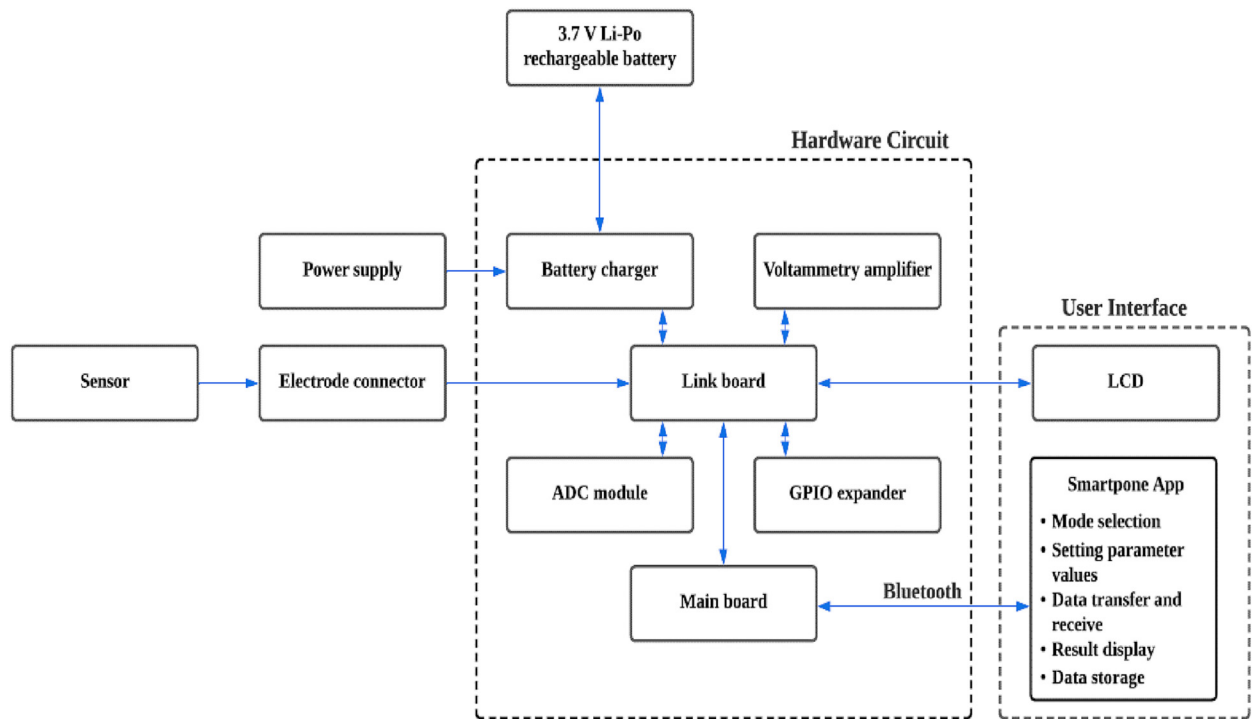 3.7 V Li-Po
rechargeable battery
Hardware Circuit
Power supply
Battery charger
Voltammetry amplifier
User Interface
Sensor
Electrode connector
Link board
LCD
ADC module
GPIO expander
Smartpone App
• Mode selection
• Setting parameter
values
• Data transfer and
receive
• Result display
• Data storage
Main board
Bluetooth